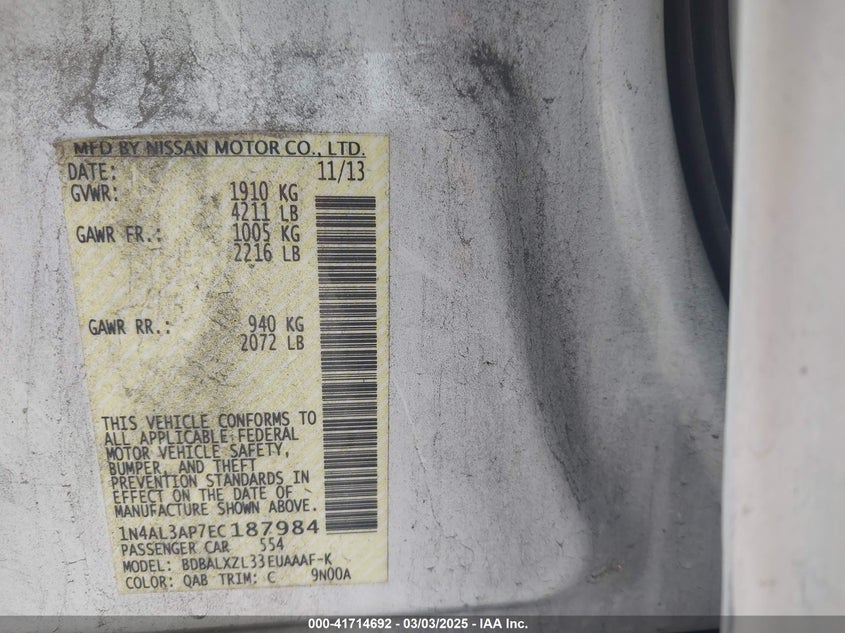 MFD BY NISSAN MOTOR CO., LTD.
DATE: 11/13
GVWR: 1910 KG
4211 LB
GAWR FR.: 1005 KG
2216 LB
GAWR RR.: 940 KG
2072 LB
THIS VEHICLE CONFORMS TO
ALL APPLICABLE FEDERAL
MOTOR VEHICLE SAFETY,
BUMPER, AND THEFT
PREVENTION STANDARDS IN
EFFECT ON THE DATE OF
MANUFACTURE SHOWN ABOVE.
1N4AL3AP7EC187984
PASSENGER CAR 554
MODEL: BDBALXZL33EUAAAF-K
COLOR: QAB TRIM: C 9N00A
000-41714692 - 03/03/2025 - IAA Inc.